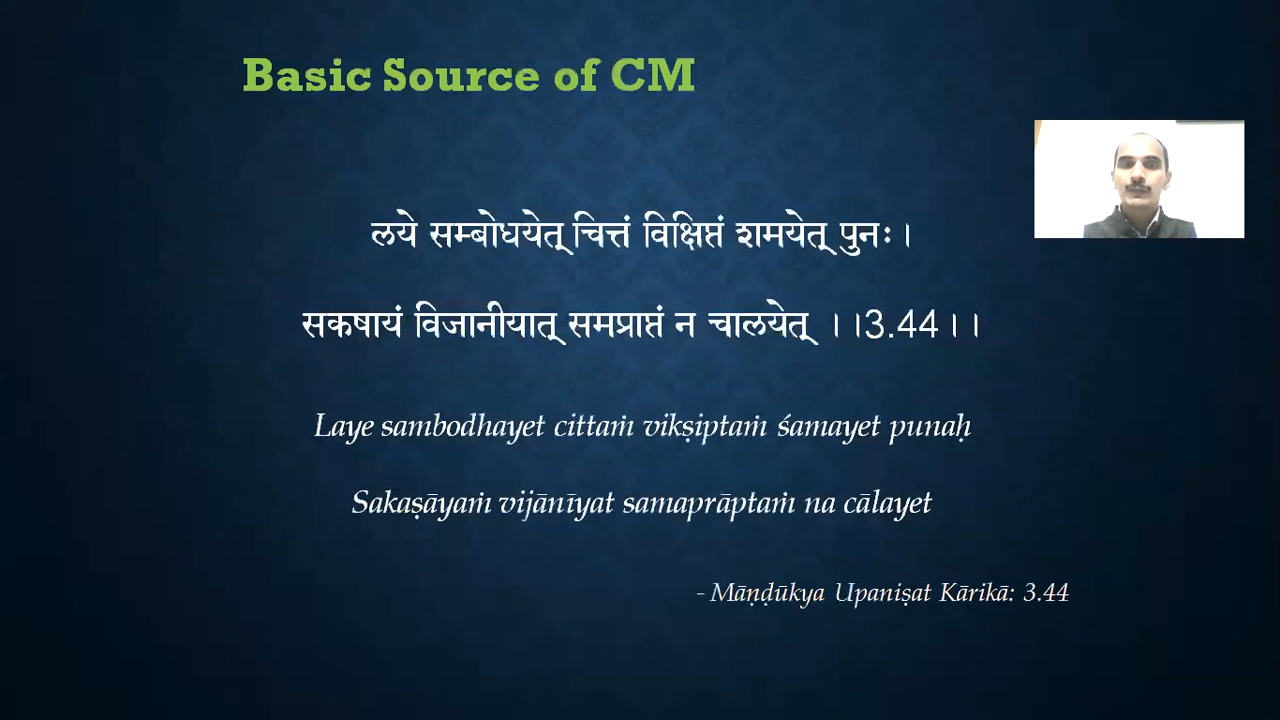 Basic Source of CM
लये सम्बोधयेत् चित्तं विक्षिप्तं शमयेत् पुनः।
सकषायं विजानीयात् समप्राप्तं न चालयेत् ।।3.44।।
Laye sambodhayet cittaṁ vikṣiptaṁ śamayet punaḥ
Sakaṣāyaṁ vijānīyat samaprāptaṁ na cālayet
- Māṇḍūkya Upaniṣat Kārikā: 3.44